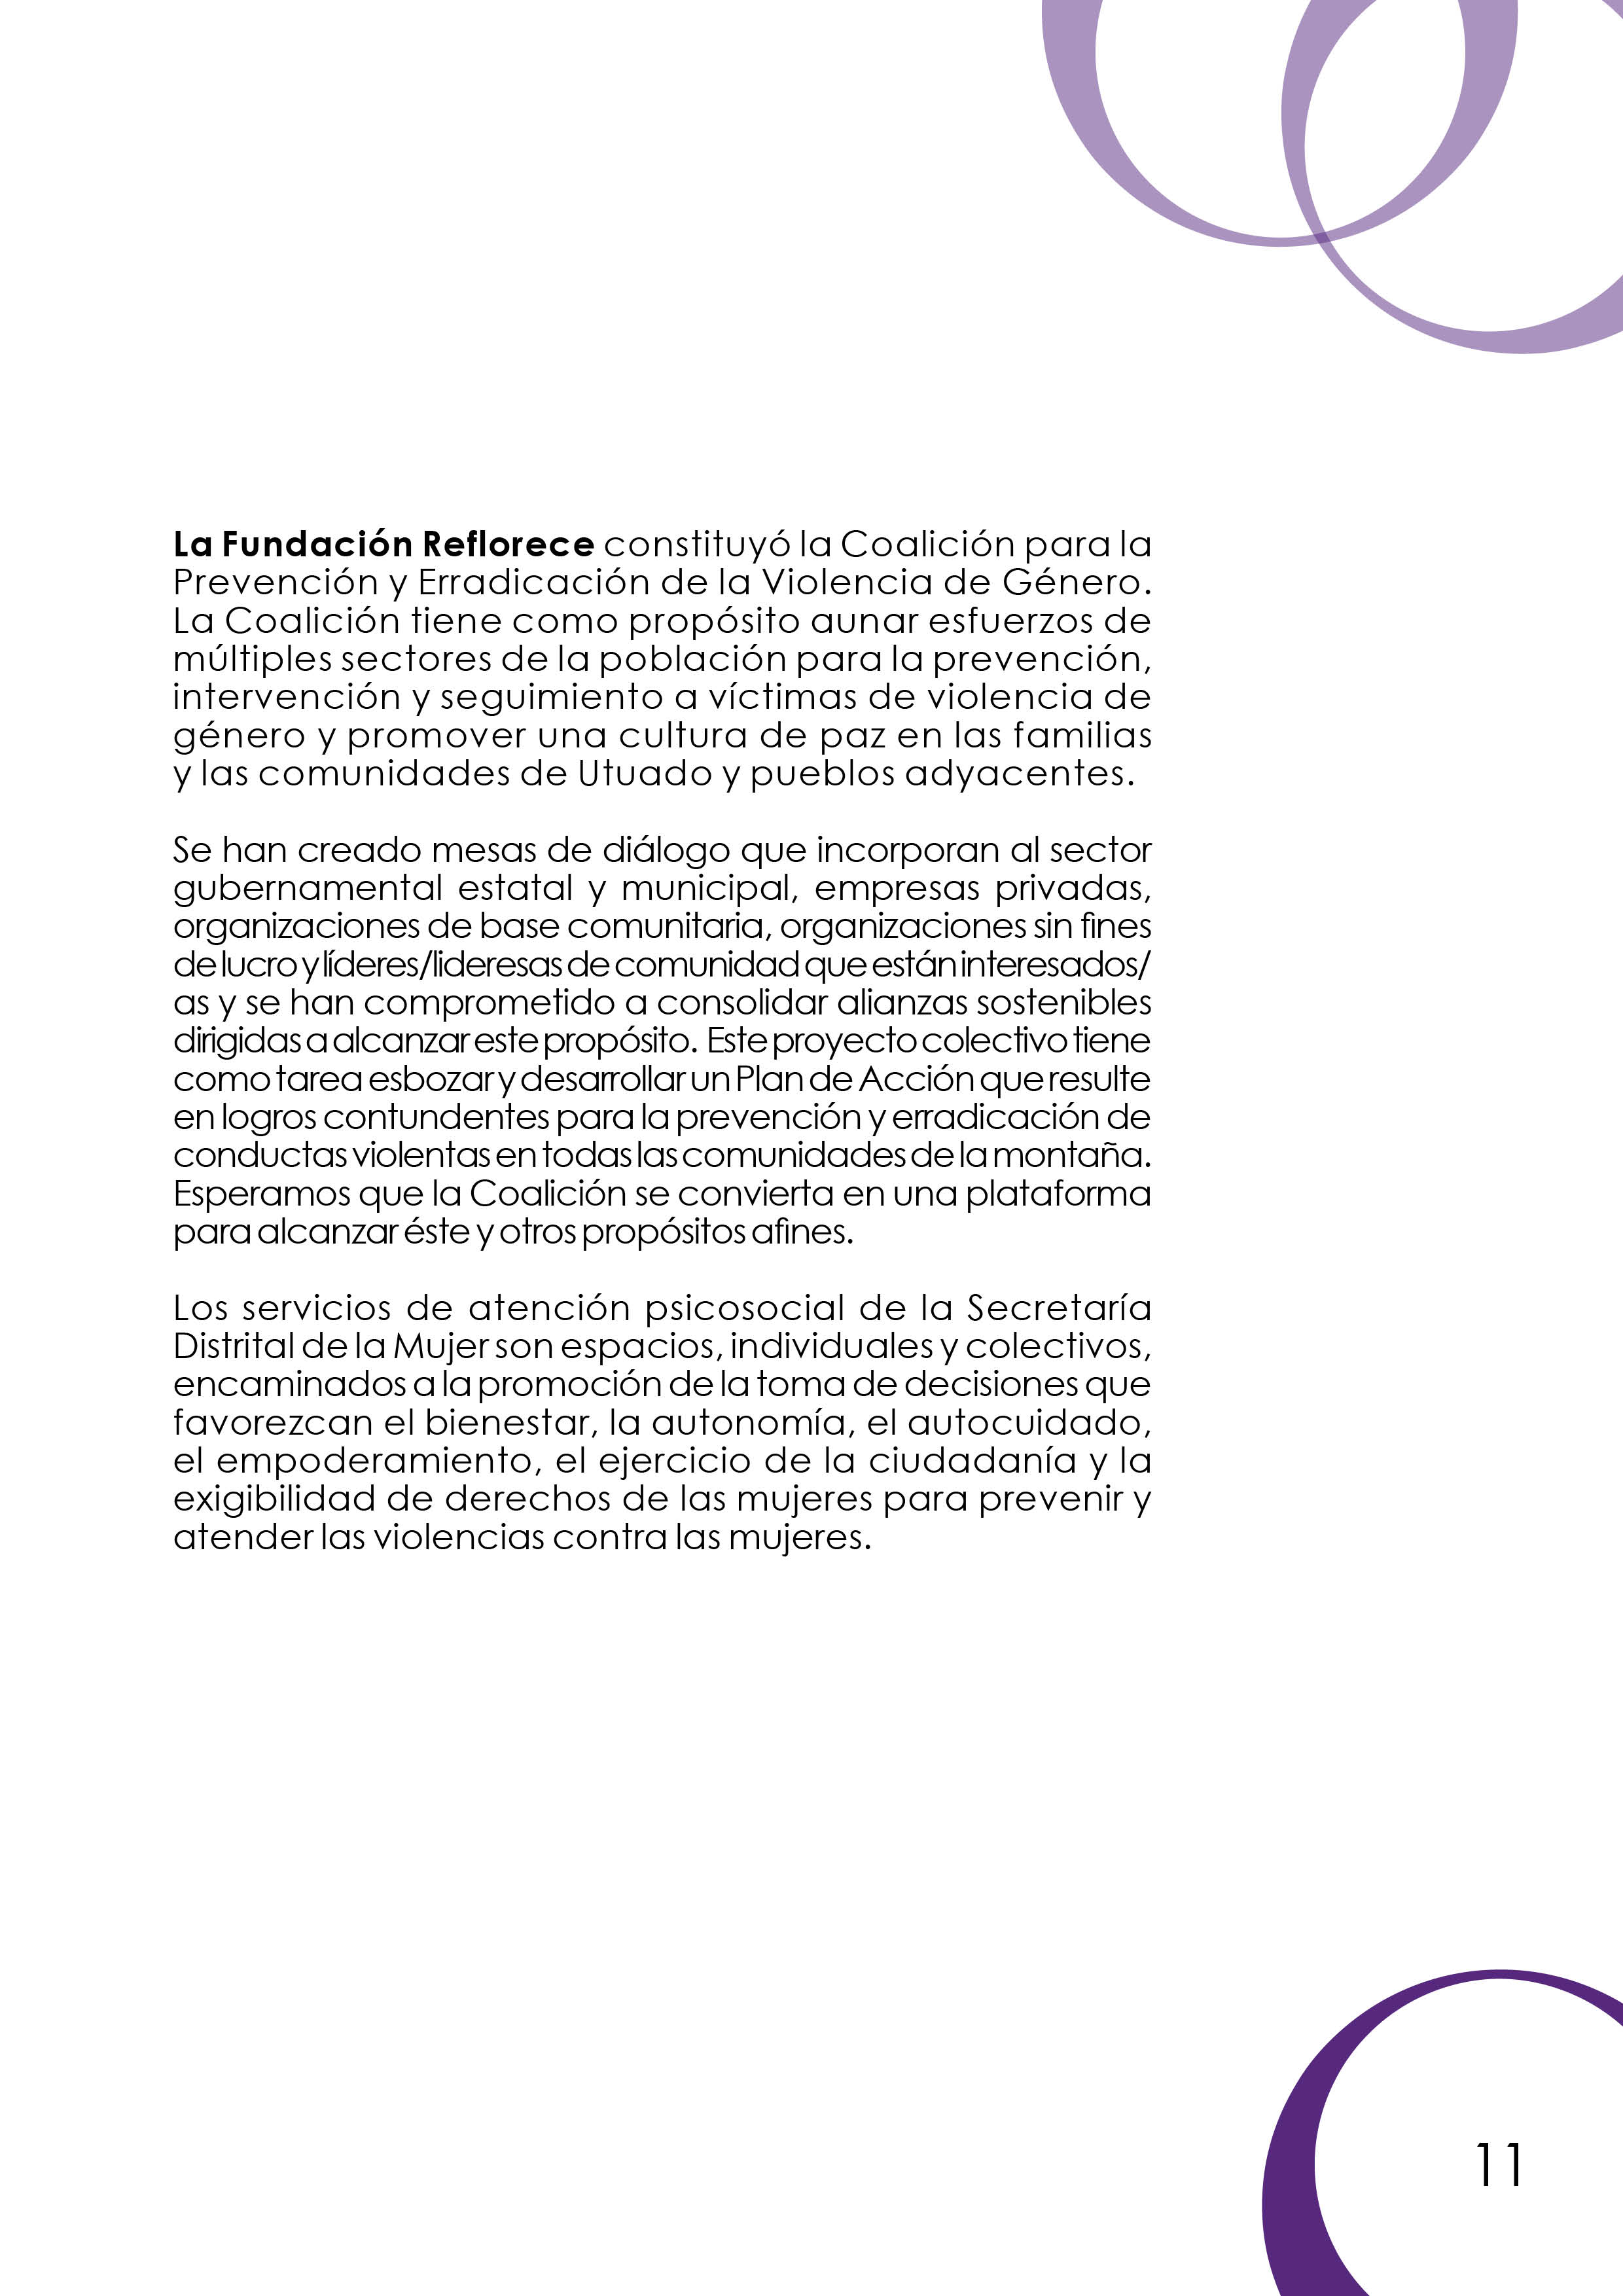 La Fundación Reflorece constituyó la Coalición para la
Prevención y Erradicación de la Violencia de Género.
La Coalición tiene como propósito aunar esfuerzos de
múltiples sectores de la población para la prevención,
intervención y seguimiento a víctimas de violencia de
género y promover una cultura de paz en las familias
y las comunidades de Utuado y pueblos adyacentes.
Se han creado mesas de diálogo que incorporan al sector
gubernamental estatal y municipal, empresas privadas,
organizaciones de base comunitaria, organizaciones sin fines
de lucro y líderes/lideresas de comunidad que están interesados/
as y se han comprometido a consolidar alianzas sostenibles
dirigidas a alcanzar este propósito. Este proyecto colectivo tiene
como tarea esbozar y desarrollar un Plan de Acción que resulte
en logros contundentes para la prevención y erradicación de
conductas violentas en todas las comunidades de la montaña.
Esperamos que la Coalición se convierta en una plataforma
para alcanzar éste y otros propósitos afines.
Los servicios de atención psicosocial de la Secretaría
Distrital de la Mujer son espacios, individuales y colectivos,
encaminados a la promoción de la toma de decisiones que
favorezcan el bienestar, la autonomía, el autocuidado,
el empoderamiento, el ejercicio de la ciudadanía y la
exigibilidad de derechos de las mujeres para prevenir y
atender las violencias contra las mujeres.
11